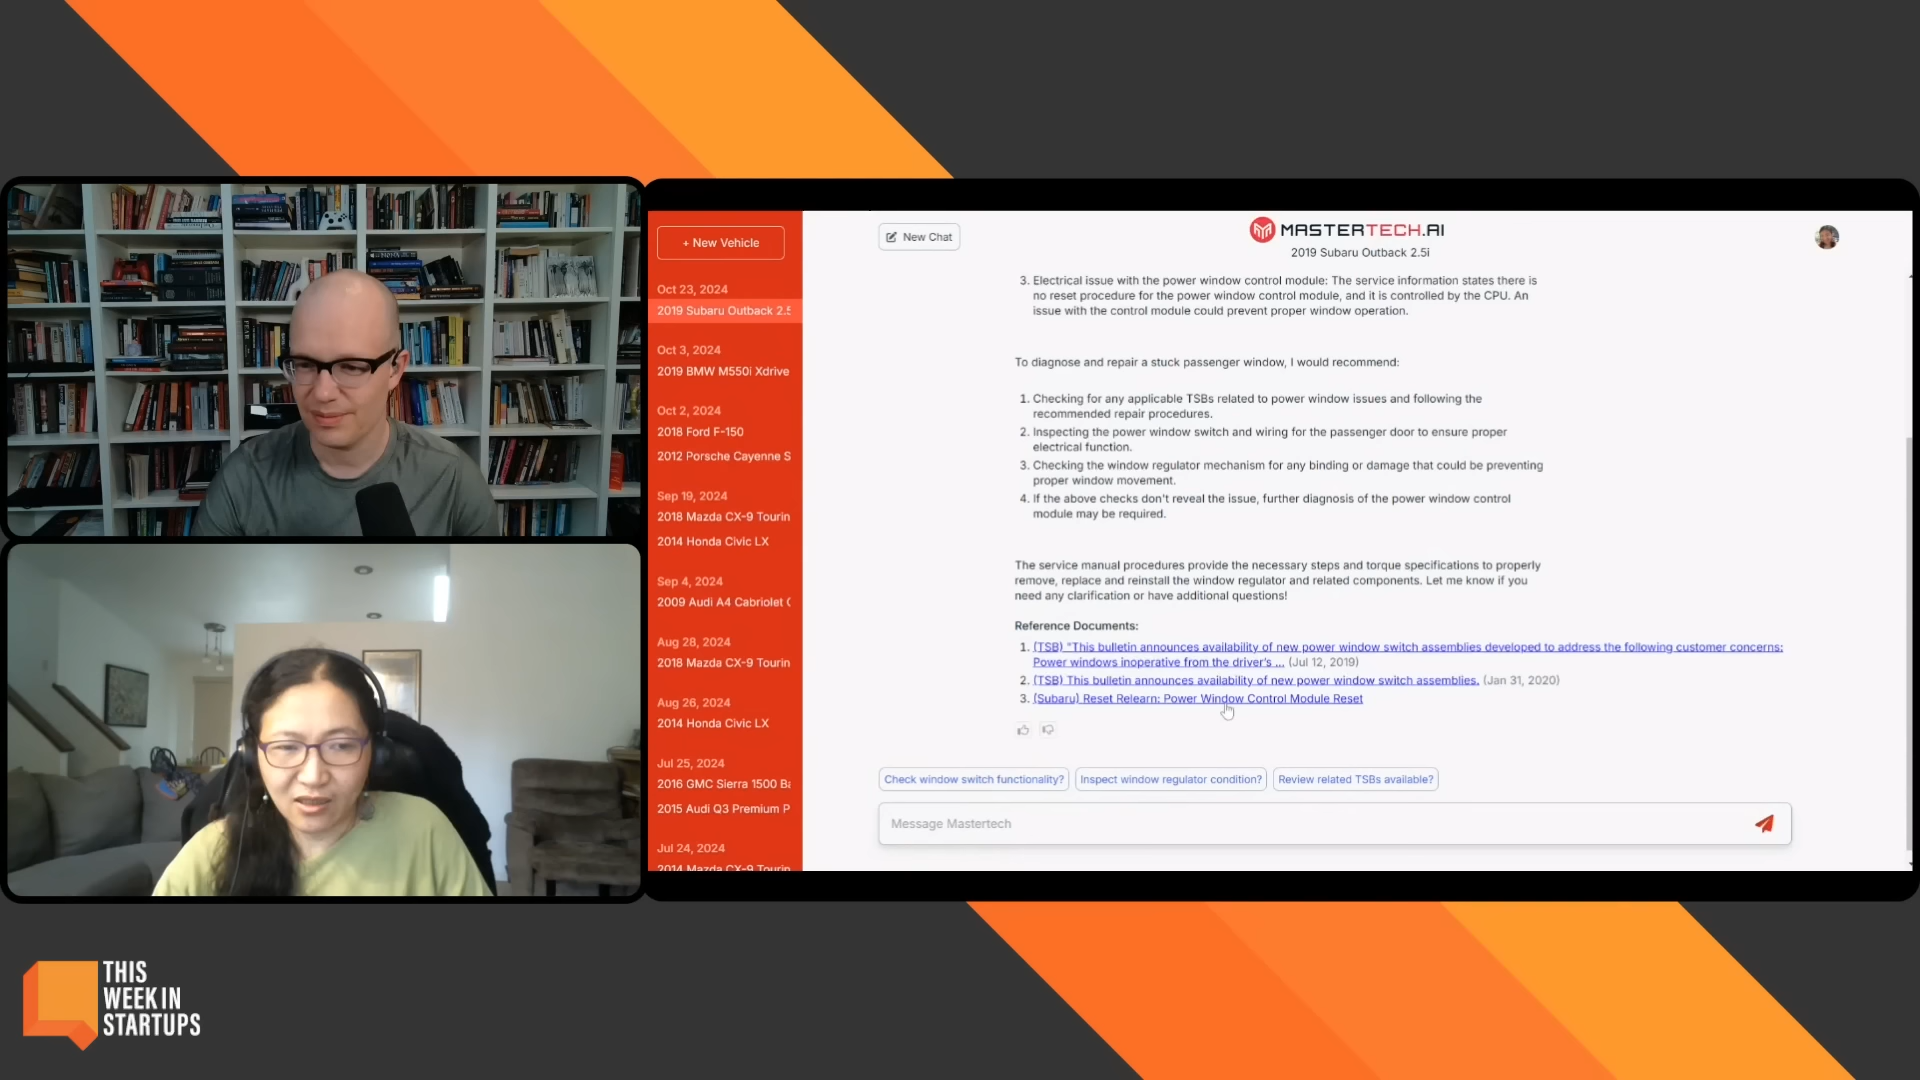 + New Vehicle
Oct 23, 2024
2019 Subaru Outback 2.5
Oct 3, 2024
2019 BMW M550i Xdrive
Oct 2, 2024
2018 Ford F-150
2012 Porsche Cayenne S
Sep 19, 2024
2018 Mazda CX-9 Tourin
2014 Honda Civic LX
Sep 4, 2024
2009 Audi A4 Cabriolet
Aug 28, 2024
2018 Mazda CX-9 Tourin
Aug 26, 2024
2014 Honda Civic LX
Jul 25, 2024
2016 GMC Sierra 1500 Ba
2015 Audi Q3 Premium P
Jul 24, 2024
2014 Mazda CX-9 Tourin
New Chat
MASTERTECH.AI
2019 Subaru Outback 2.5i
3. Electrical issue with the power window control module: The service information states there is
no reset procedure for the power window control module, and it is controlled by the CPU. An
issue with the control module could prevent proper window operation.
To diagnose and repair a stuck passenger window, I would recommend:
1. Checking for any applicable TSBs related to power window issues and following the
recommended repair procedures.
2. Inspecting the power window switch and wiring for the passenger door to ensure proper
electrical function.
3. Checking the window regulator mechanism for any binding or damage that could be preventing
proper window movement.
4. If the above checks don't reveal the issue, further diagnosis of the power window control
module may be required.
The service manual procedures provide the necessary steps and torque specifications to properly
remove, replace and reinstall the window regulator and related components. Let me know if you
need any clarification or have additional questions!
Reference Documents:
1. (TSB) "This bulletin announces availability of new power window switch assemblies developed to address the following customer concerns:
Power windows inoperative from the driver's ... (Jul 12, 2019)
2. (TSB) This bulletin announces availability of new power window switch assemblies. (Jan 31, 2020)
3. (Subaru) Reset Relearn: Power Window Control Module Reset
Check window switch functionality? Inspect window regulator condition? Review related TSBs available?
Message Mastertech
THIS
WEEK IN
STARTUPS